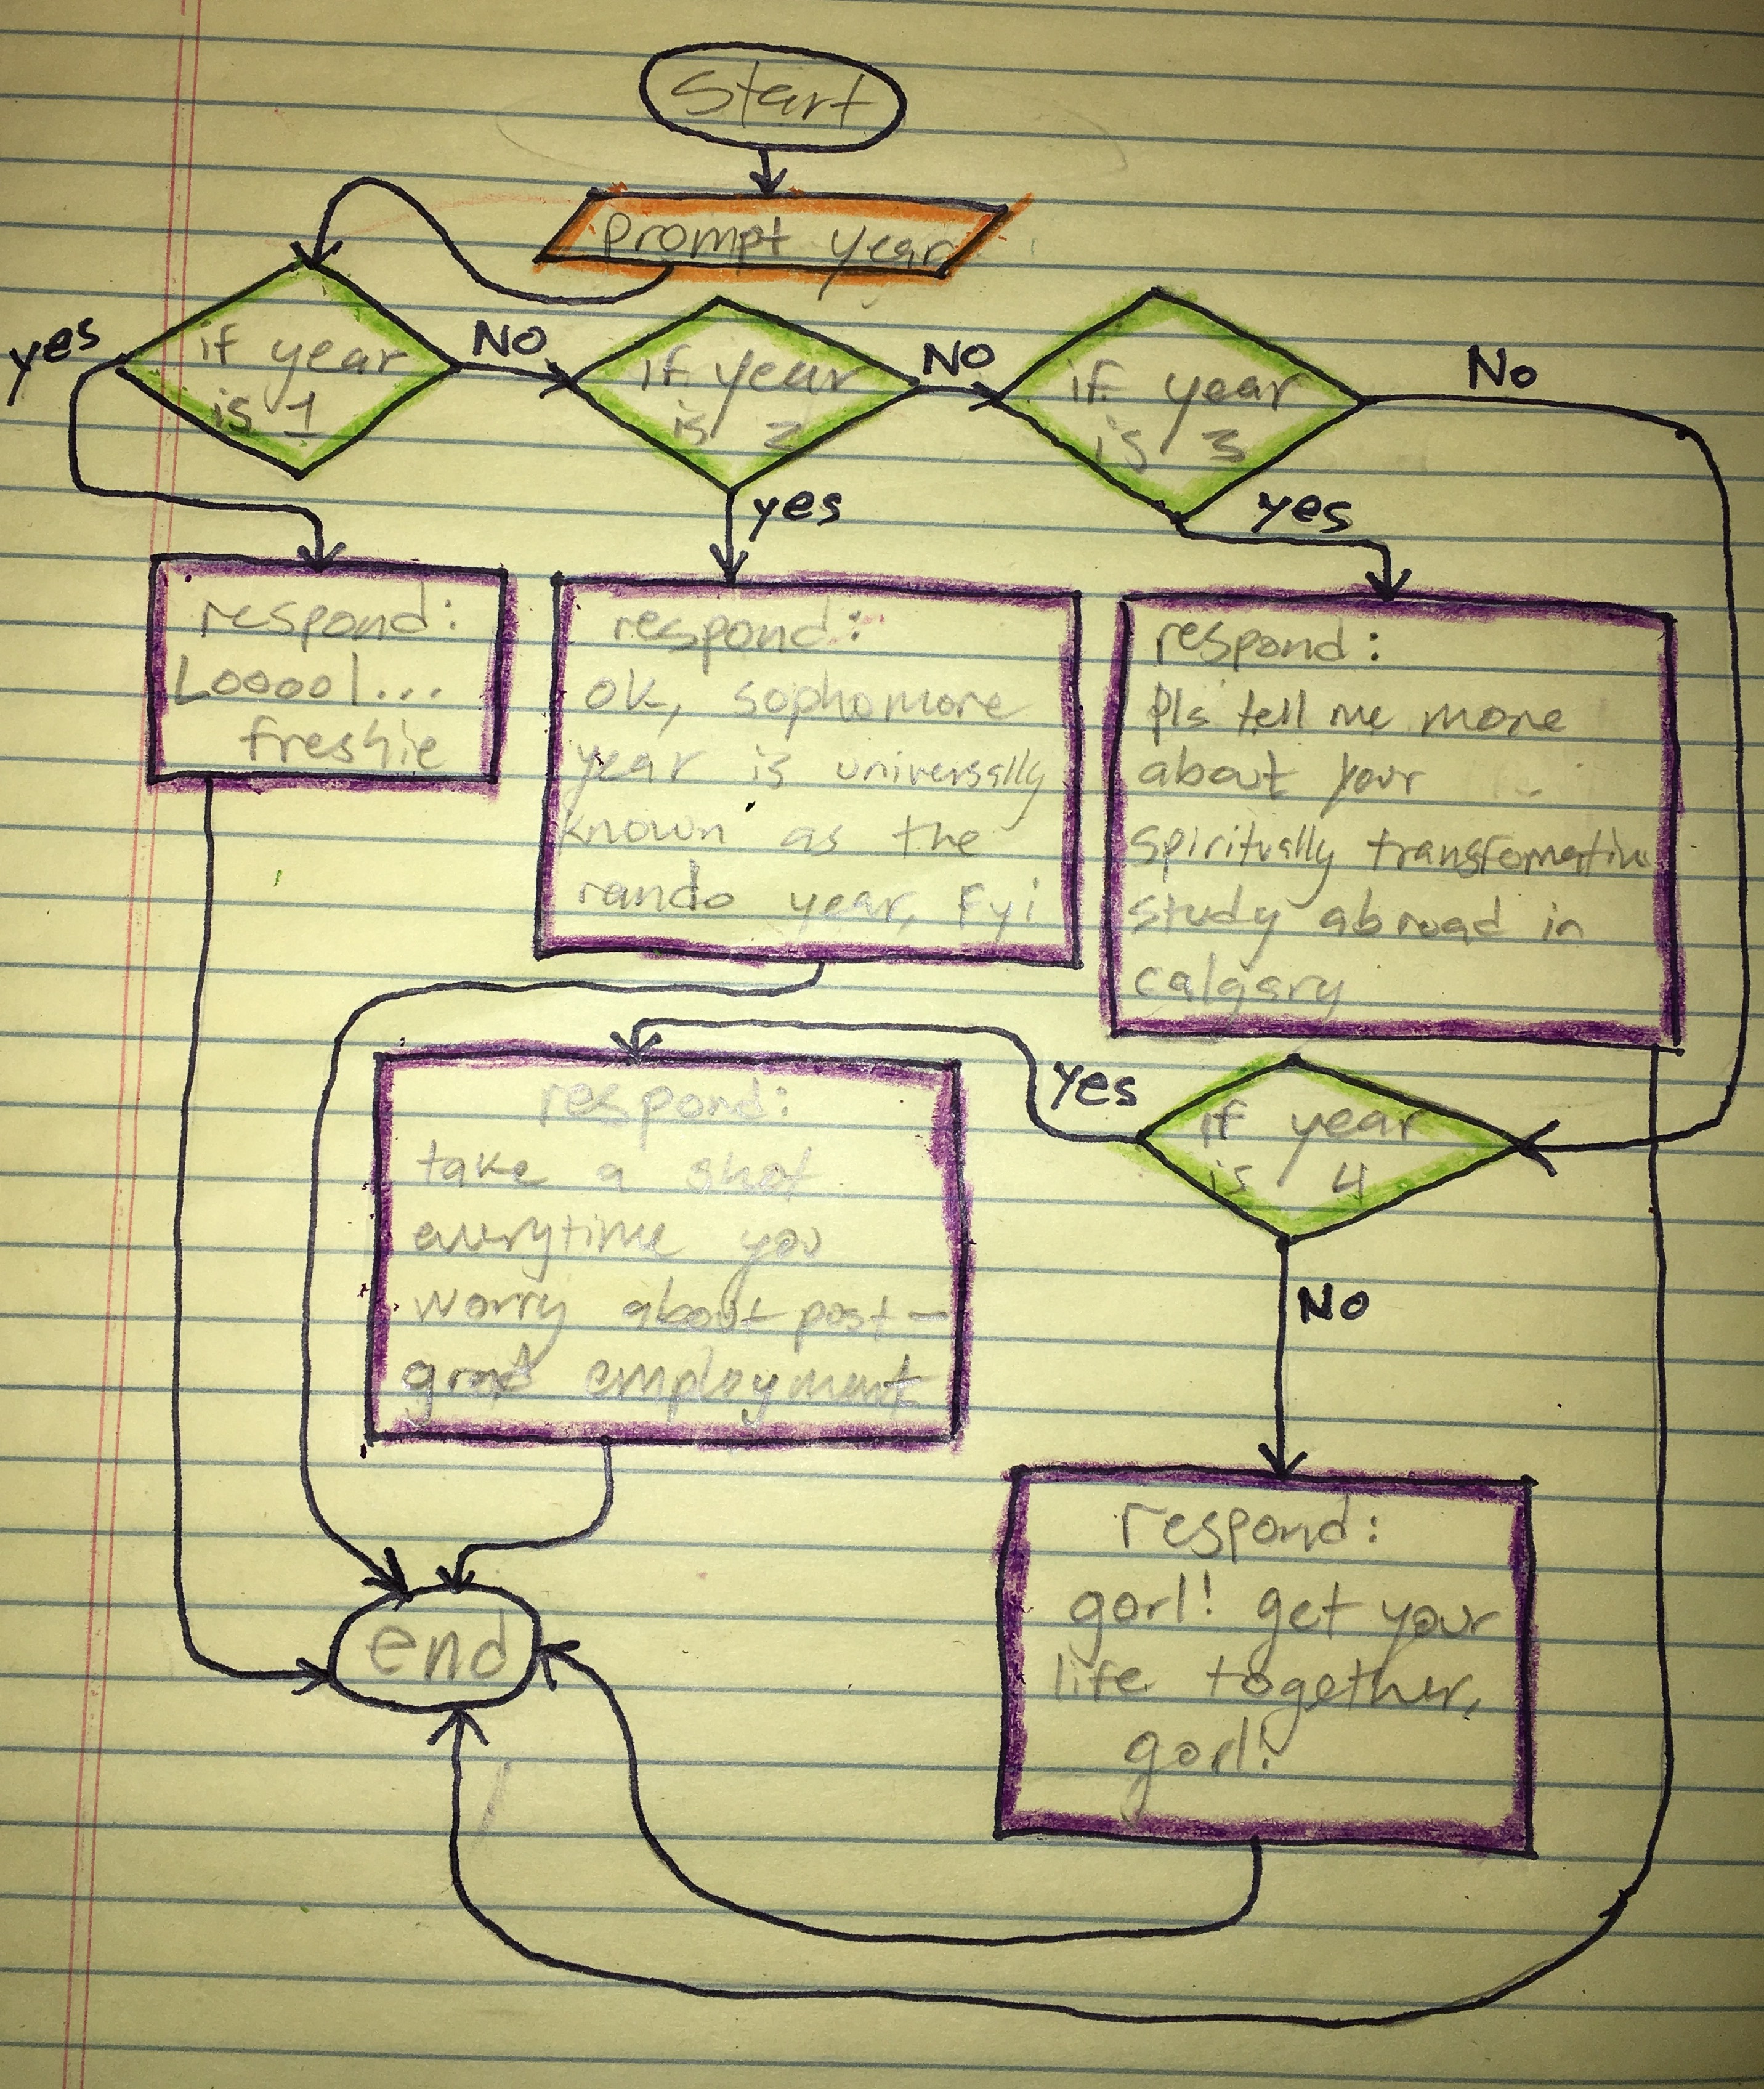 Start
Prompt year
if year
is 1
yes
No
if year
is 2
No
yes
if year
is 3
No
yes
respond:
Looool...
freshie
respond:
ok, sophomore
year is universally
known as the
rando year, Fyi
respond:
Pls tell me more
about your
spiritually transfomative
study abroad in
calgary
if year
is 4
yes
No
respond:
take a shot
everytime you
worry about post-
grad employment
respond:
gorl! get your
life together,
gorl!
end